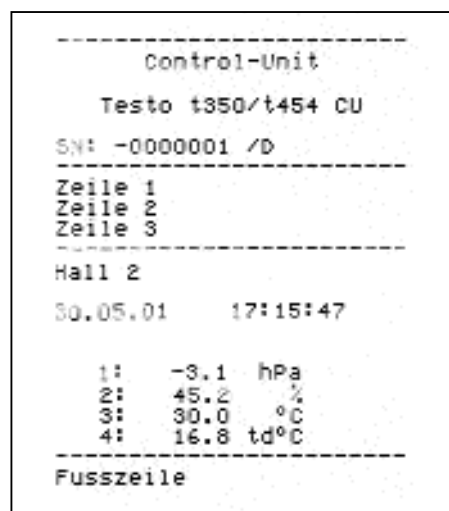 ------------------------------
Control-Unit
Testo t350/t454 CU
SN: -0000001 /D
------------------------------
Zeile 1
Zeile 2
Zeile 3
------------------------------
Hall 2
30.05.01 17:15:47
1: -3.1 hPa
2: 45.2 %
3: 30.0 °C
4: 16.8 td°C
------------------------------
Fusszeile